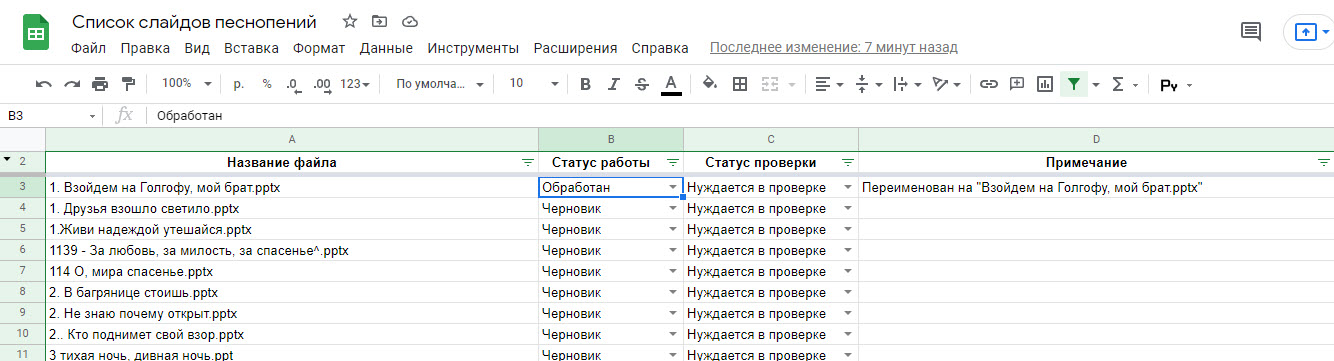 Список слайдов песнопений
Файл Правка Вид Вставка Формат Данные Инструменты Расширения Справка Последнее изменение: 7 минут назад
100% р. % .0 .00 123 По умолча... 10 B I S A Σ Ру
B3 fx Обработан
A B C D
2 Название файла Статус работы Статус проверки Примечание
3 1. Взойдем на Голгофу, мой брат.pptx Обработан Нуждается в проверке Переименован на "Взойдем на Голгофу, мой брат.pptx"
4 1. Друзья взошло светило.pptx Черновик Нуждается в проверке
5 1.Живи надеждой утешайся.pptx Черновик Нуждается в проверке
6 1139 - За любовь, за милость, за спасенье^.pptx Черновик Нуждается в проверке
7 114 О, мира спасенье.pptx Черновик Нуждается в проверке
8 2. В багрянице стоишь.pptx Черновик Нуждается в проверке
9 2. Не знаю почему открыт.pptx Черновик Нуждается в проверке
10 2.. Кто поднимет свой взор.pptx Черновик Нуждается в проверке
11 3 тихая ночь, дивная ночь.ppt Черновик Нуждается в проверке